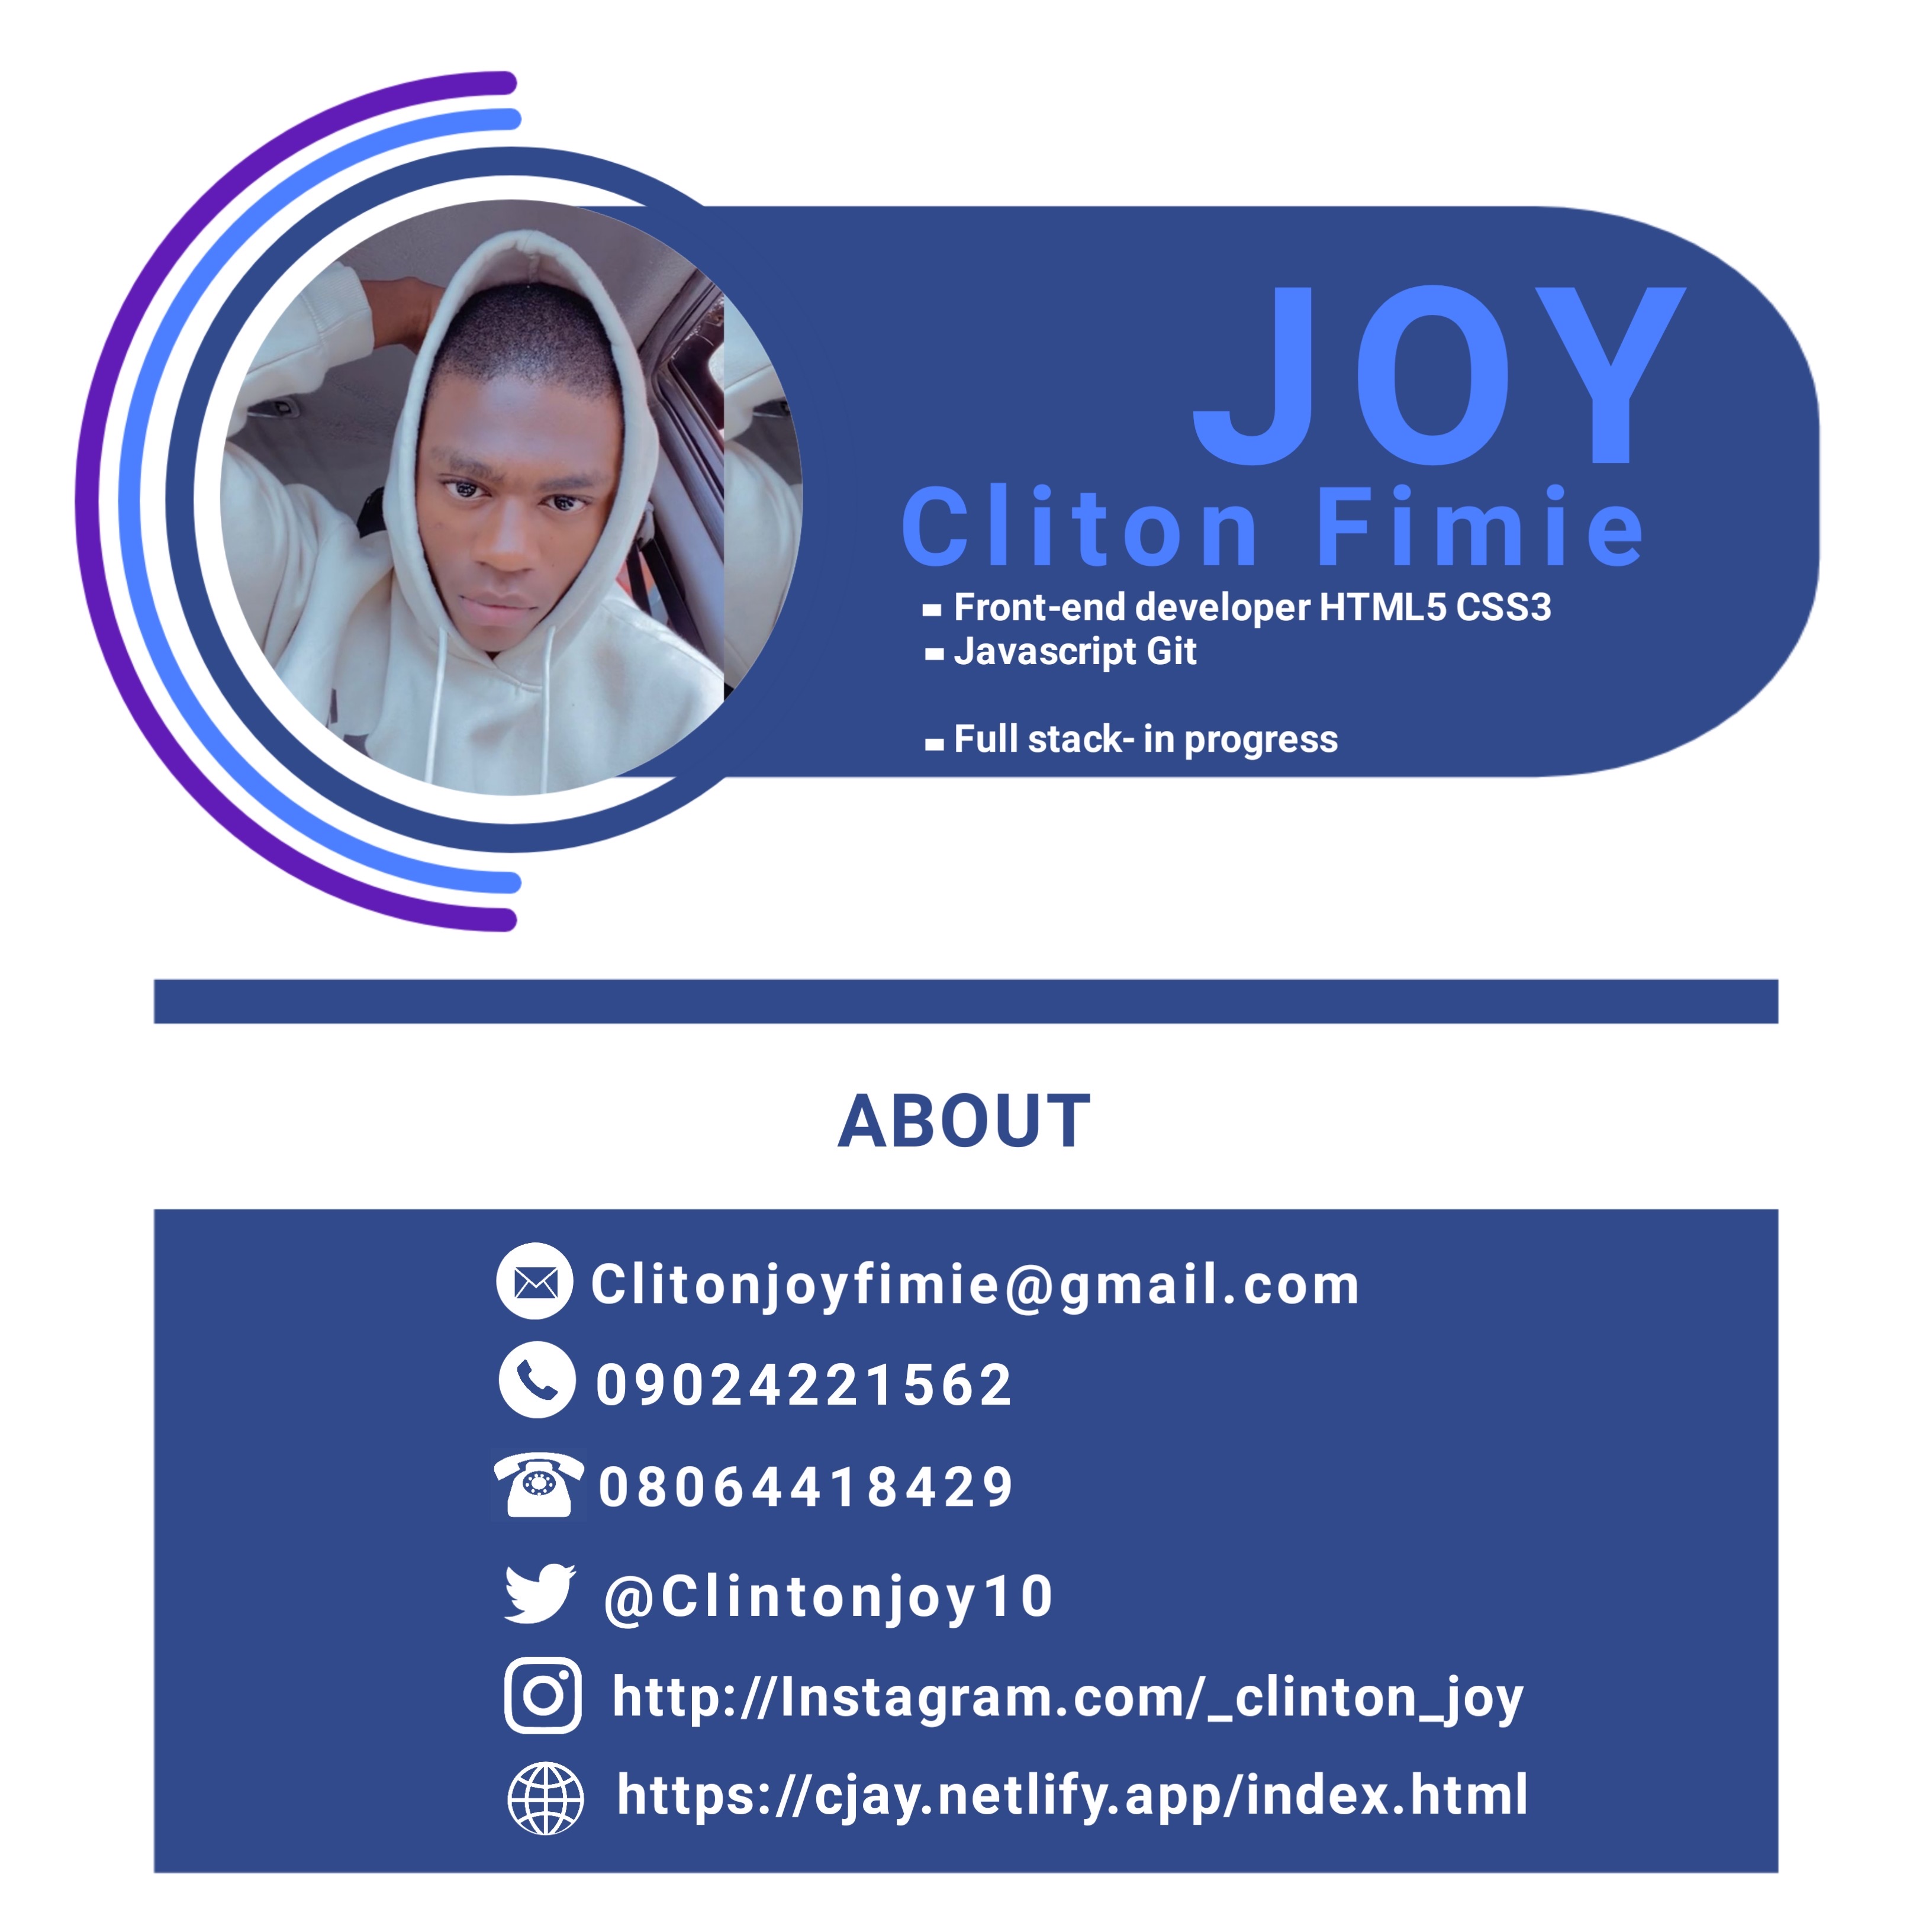 JOY
Cliton Fimie
Front-end developer HTML5 CSS3
Javascript Git
Full stack- in progress
ABOUT
Clitonjoyfimie@gmail.com
09024221562
08064418429
@Clintonjoy10
http://Instagram.com/_clinton_joy
https://cjay.netlify.app/index.html